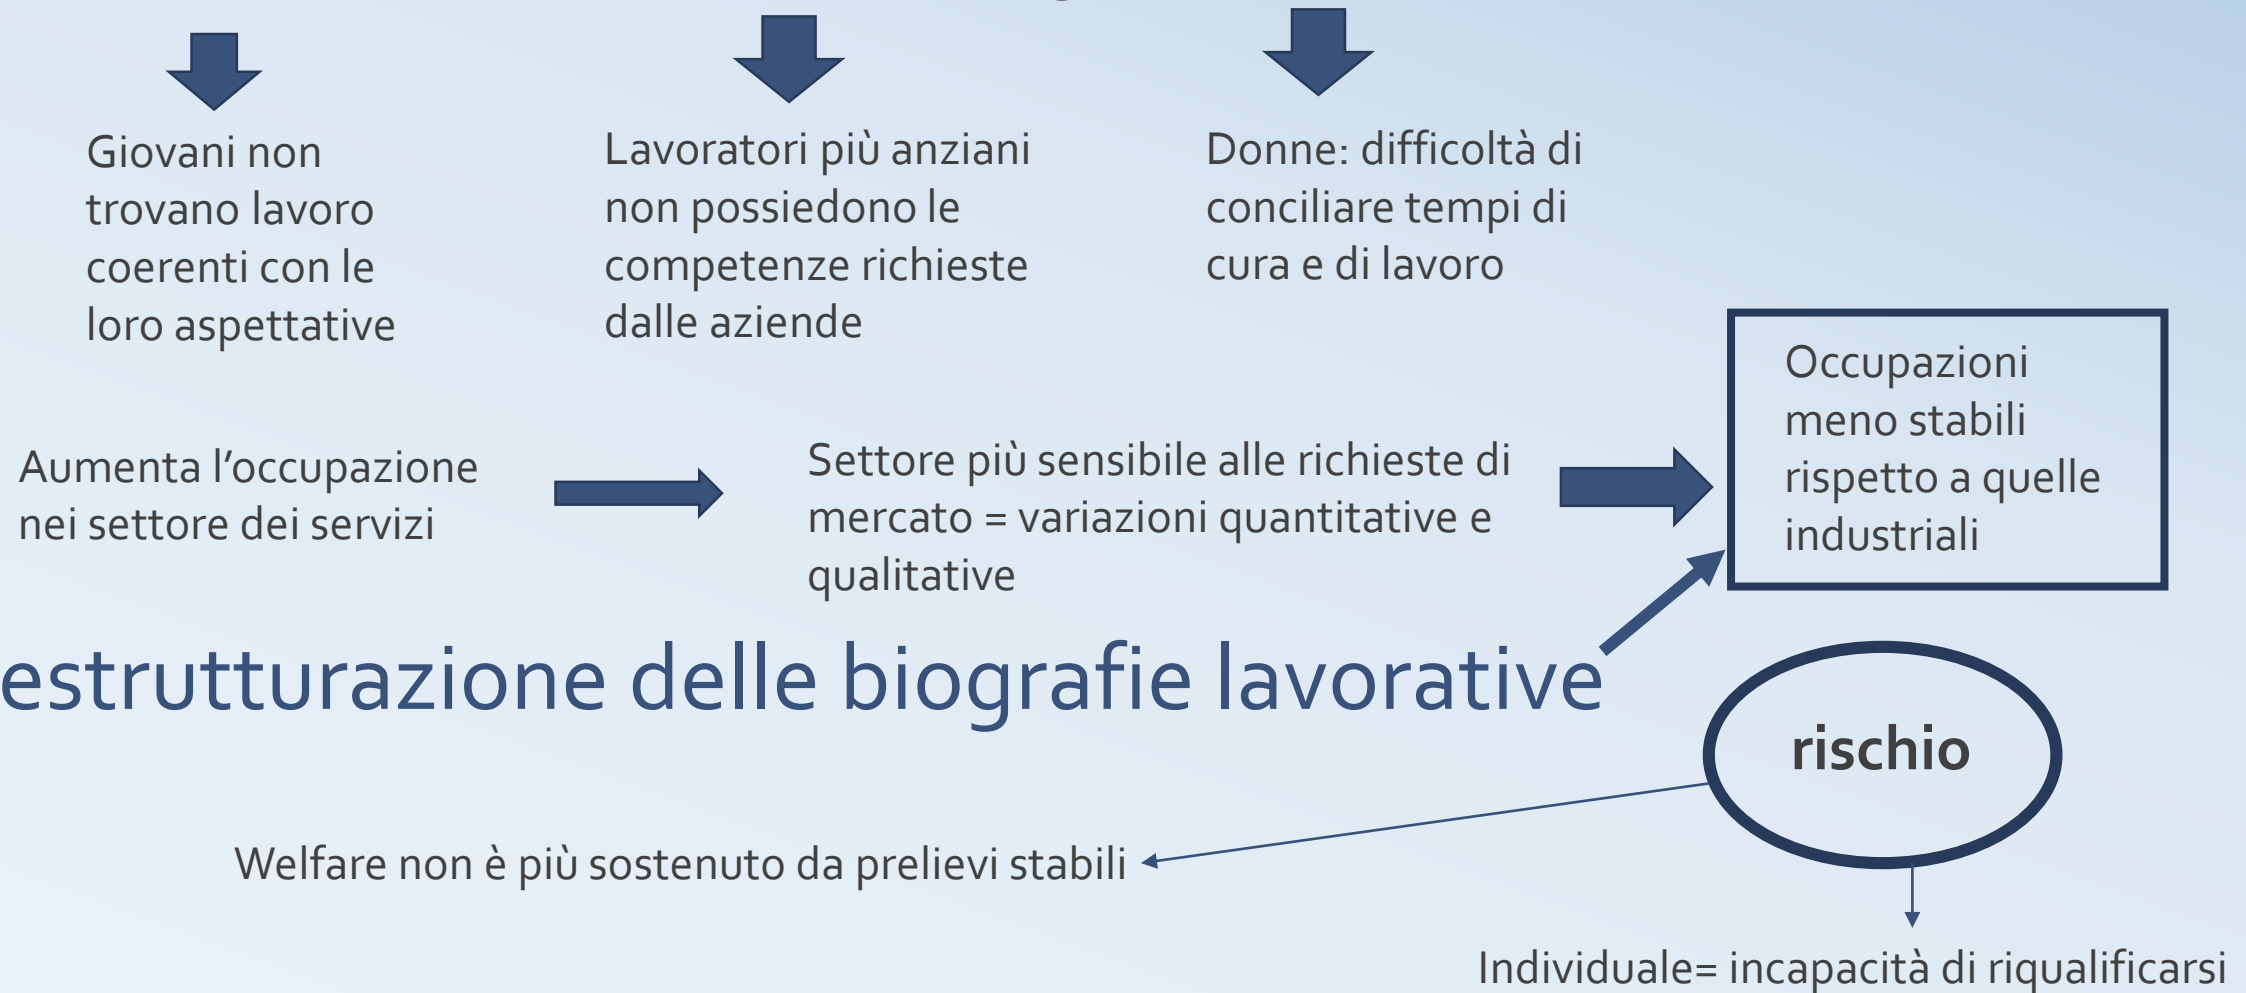 Giovani non
trovano lavoro
coerenti con le
loro aspettative
Lavoratori più anziani
non possiedono le
competenze richieste
dalle aziende
Donne: difficoltà di
conciliare tempi di
cura e di lavoro
Aumenta l'occupazione
nei settore dei servizi
Settore più sensibile alle richieste di
mercato = variazioni quantitative e
qualitative
Occupazioni
meno stabili
rispetto a quelle
industriali
estrutturazione delle biografie lavorative
rischio
Welfare non è più sostenuto da prelievi stabili
Individuale= incapacità di riqualificarsi